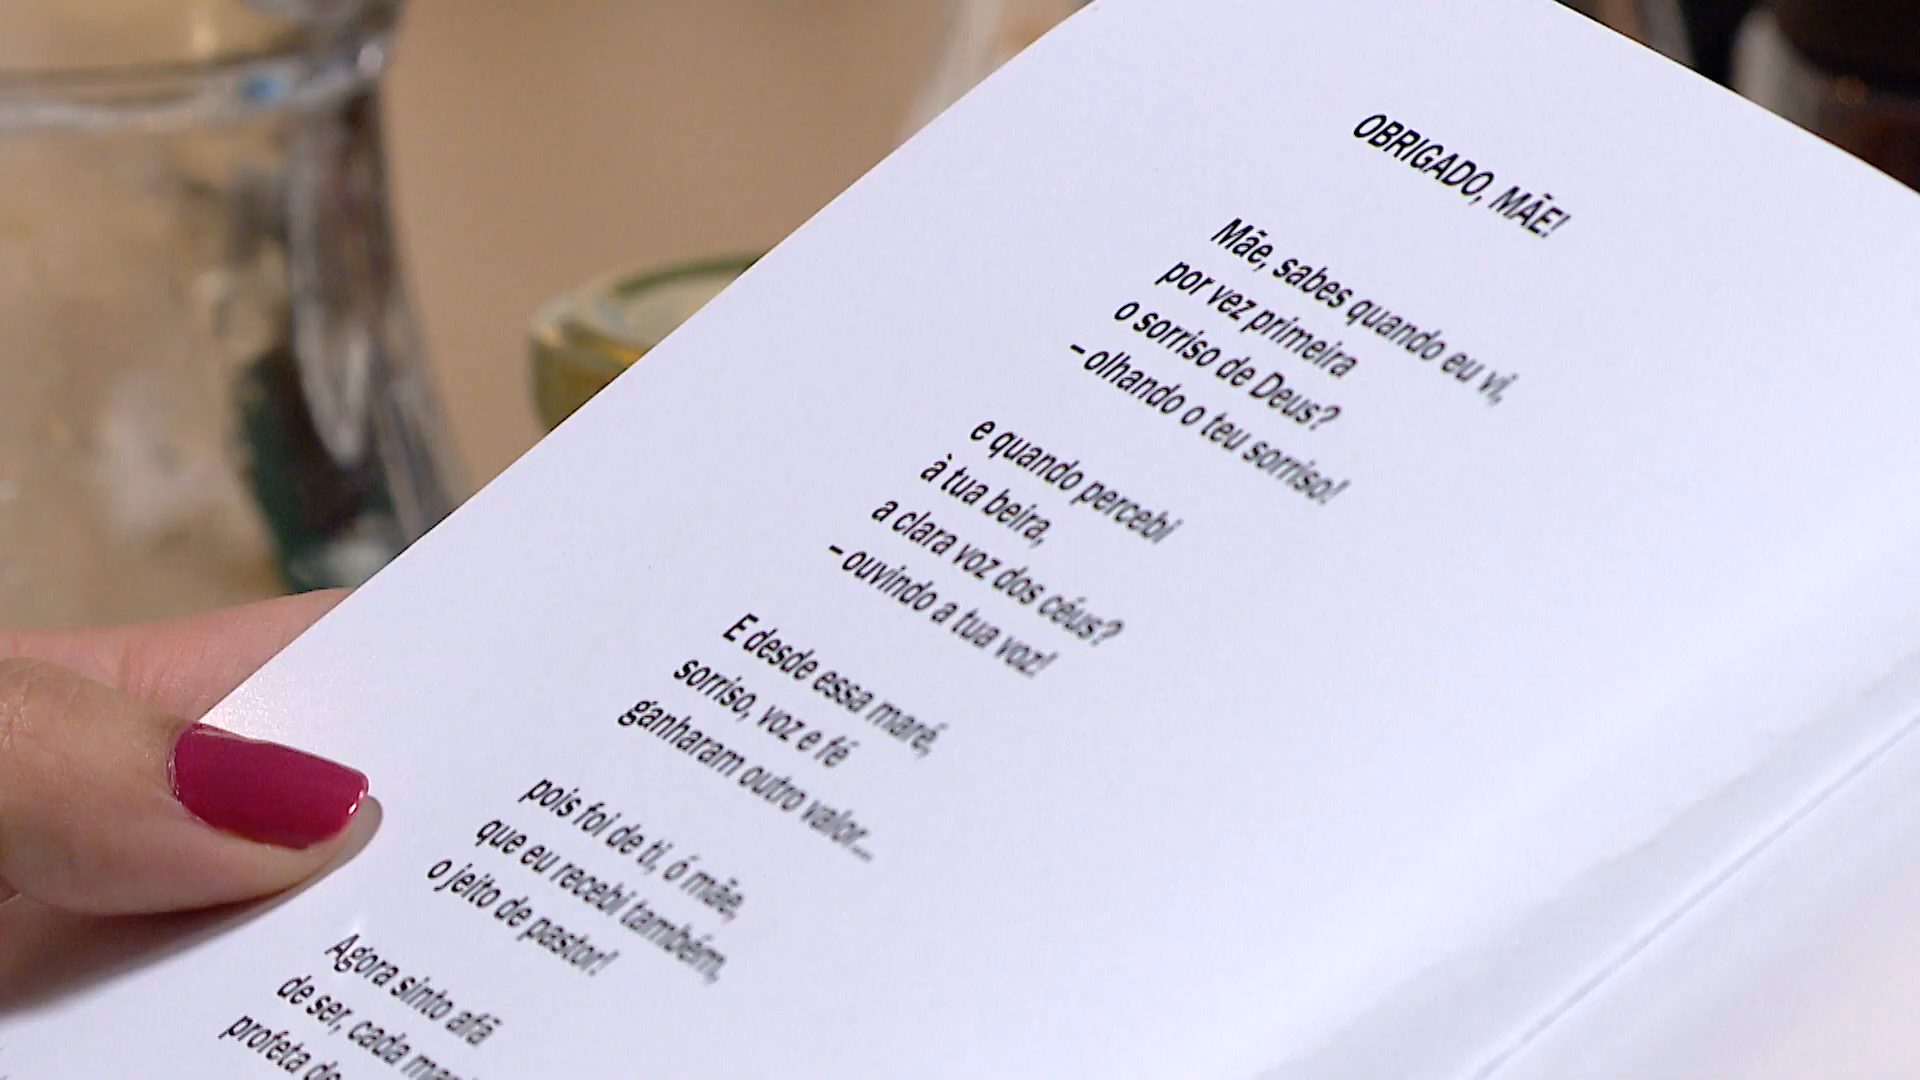 OBRIGADO, MÃE!
Mãe, sabes quando eu vi,
por vez primeira
o sorriso de Deus?
– olhando o teu sorriso!
e quando percebi
à tua beira,
a clara voz dos céus?
– ouvindo a tua voz!
E desde essa maré,
sorriso, voz e fé
ganharam outro valor...
pois foi de ti, ó mãe,
que eu recebi também,
o jeito de pastor!
Agora sinto afã
de ser, cada
profeta de